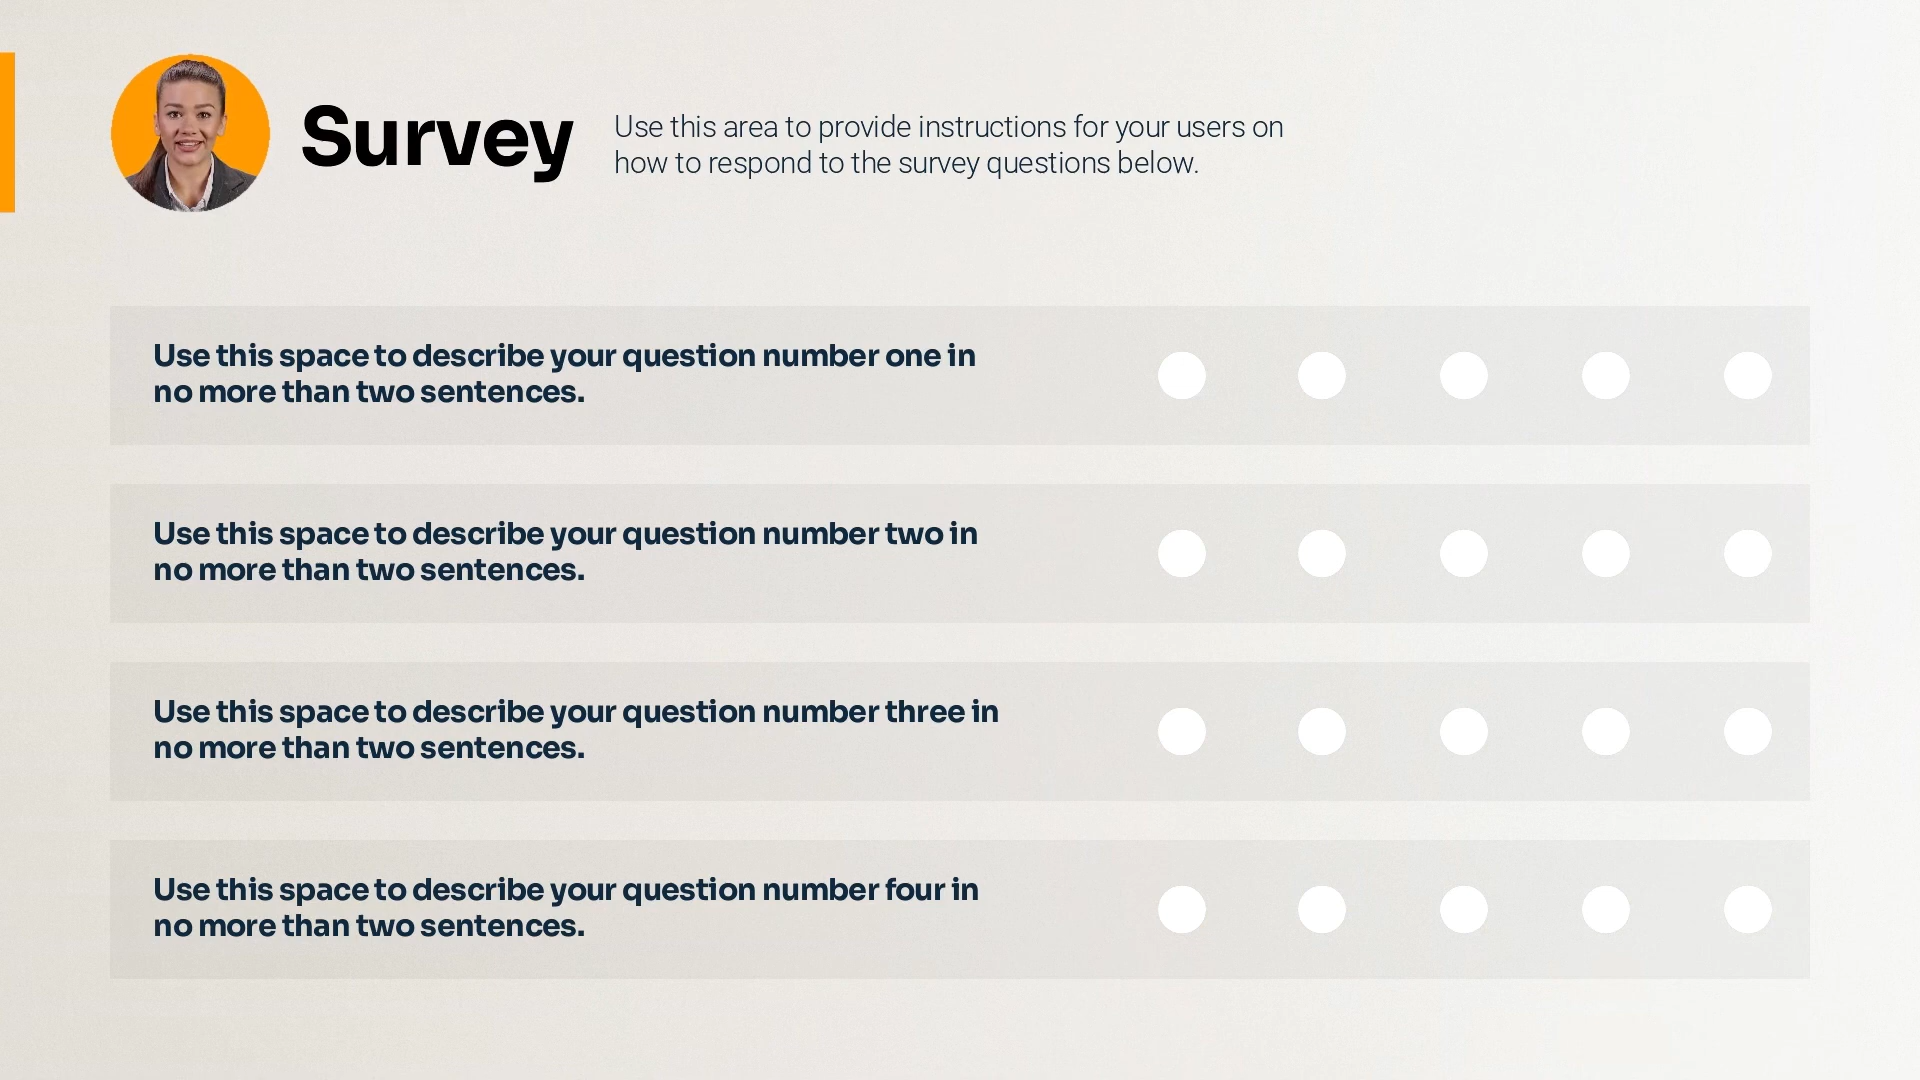 Survey
Use this area to provide instructions for your users on
how to respond to the survey questions below.
Use this space to describe your question number one in
no more than two sentences.
Use this space to describe your question number two in
no more than two sentences.
Use this space to describe your question number three in
no more than two sentences.
Use this space to describe your question number four in
no more than two sentences.